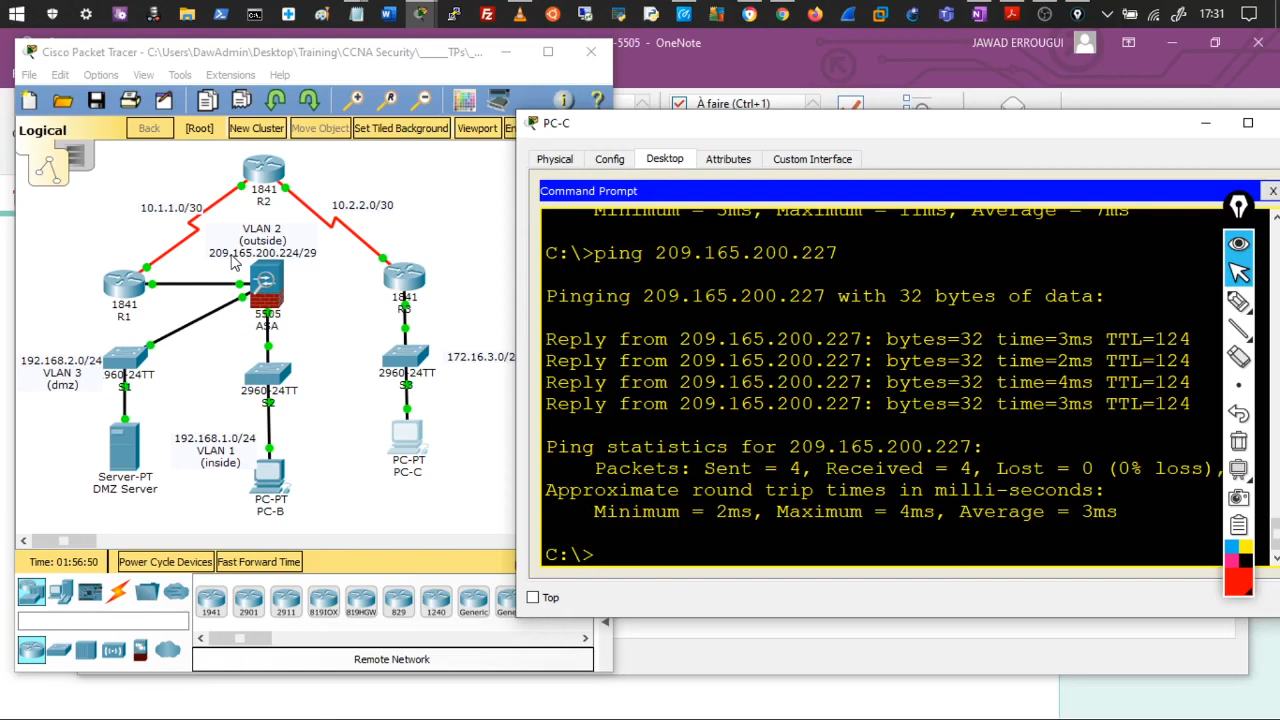 17:31
Cisco Packet Tracer - C:\Users\DawAdmin\Desktop\Training\CCNA Security\_____TPs\_...
-5505 - OneNote
JAWAD ERROUGUI
File Edit Options View Tools Extensions Help
À faire (Ctrl+1)
Logical
Back
[Root]
New Cluster
Move Object
Set Tiled Background
Viewport
PC-C
Physical
Config
Desktop
Attributes
Custom Interface
Command Prompt
X
Minimum = 3ms, Maximum = 11ms, Average = 7ms
C:\>ping 209.165.200.227
Pinging 209.165.200.227 with 32 bytes of data:
Reply from 209.165.200.227: bytes=32 time=3ms TTL=124
Reply from 209.165.200.227: bytes=32 time=2ms TTL=124
Reply from 209.165.200.227: bytes=32 time=4ms TTL=124
Reply from 209.165.200.227: bytes=32 time=3ms TTL=124
Ping statistics for 209.165.200.227:
Packets: Sent = 4, Received = 4, Lost = 0 (0% loss),
Approximate round trip times in milli-seconds:
Minimum = 2ms, Maximum = 4ms, Average = 3ms
C:\>
Top
1841
R2
10.1.1.0/30
10.2.2.0/30
VLAN 2
(outside)
209.165.200.224/29
1841
R1
5505
ASA
1841
R3
192.168.2.0/24
VLAN 3
(dmz)
960-24TT
S1
2960-24TT
S2
2960-24TT
S3
172.16.3.0/2
192.168.1.0/24
VLAN 1
(inside)
Server-PT
DMZ Server
PC-PT
PC-B
PC-PT
PC-C
Time: 01:56:50
Power Cycle Devices
Fast Forward Time
1941
2901
2911
819IOX
819HGW
829
1240
Generic
Gene
Remote Network